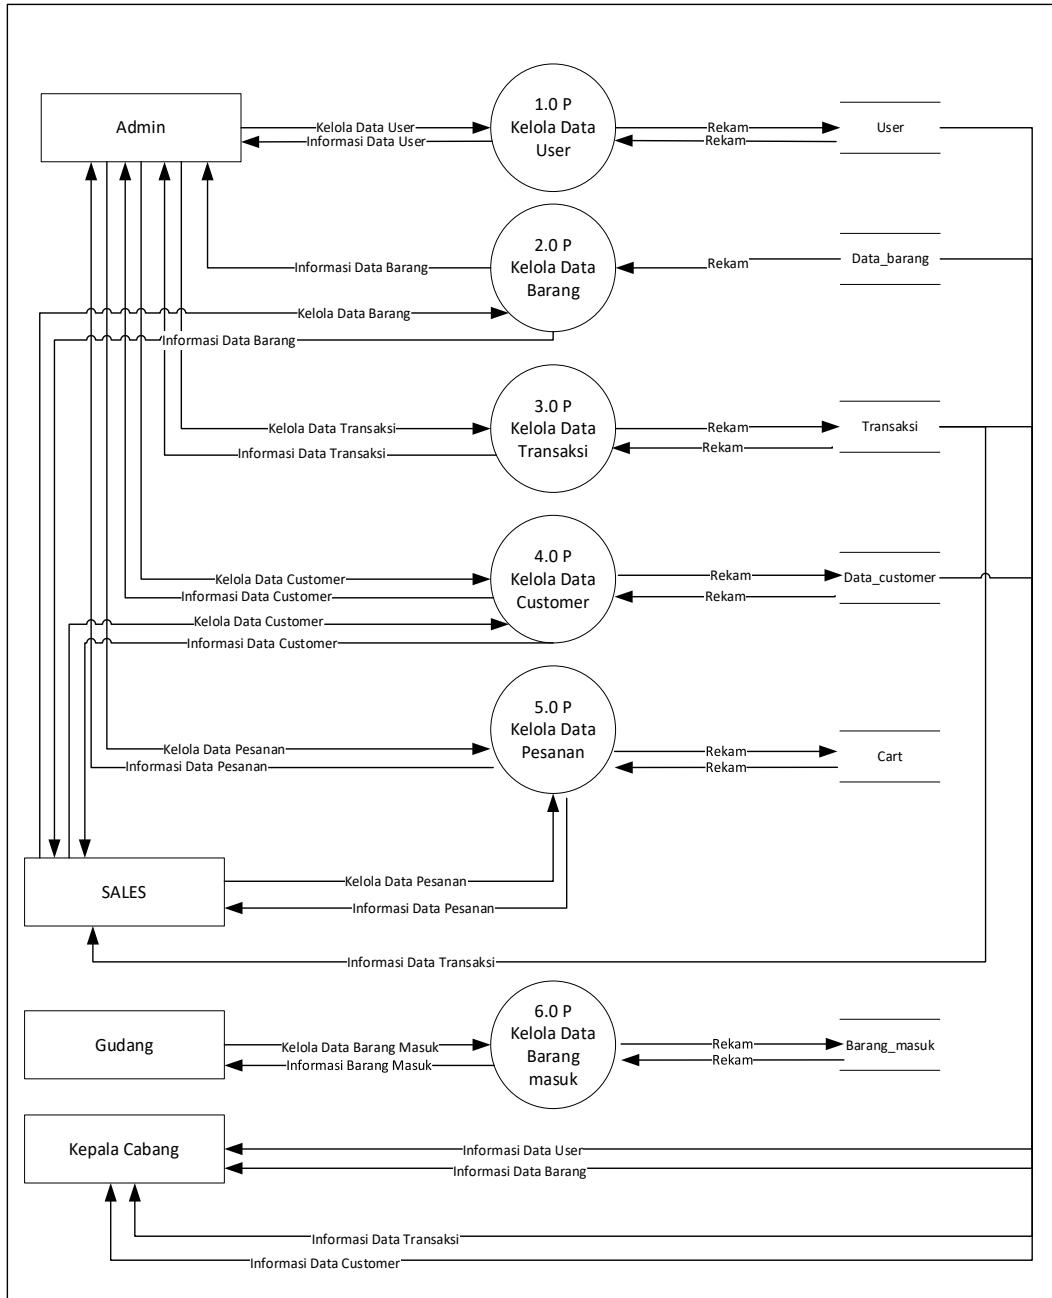 Admin
Kelola Data User
Informasi Data User
1.0 P
Kelola Data
User
Rekam
Rekam
User
Informasi Data Barang
2.0 P
Kelola Data
Barang
Rekam
Data_barang
Kelola Data Barang
Informasi Data Barang
Kelola Data Transaksi
Informasi Data Transaksi
3.0 P
Kelola Data
Transaksi
Rekam
Rekam
Transaksi
Kelola Data Customer
Informasi Data Customer
Kelola Data Customer
Informasi Data Customer
4.0 P
Kelola Data
Customer
Rekam
Rekam
Data_customer
Kelola Data Pesanan
Informasi Data Pesanan
5.0 P
Kelola Data
Pesanan
Rekam
Rekam
Cart
SALES
Kelola Data Pesanan
Informasi Data Pesanan
Informasi Data Transaksi
Gudang
Kelola Data Barang Masuk
Informasi Barang Masuk
6.0 P
Kelola Data
Barang
masuk
Rekam
Rekam
Barang_masuk
Kepala Cabang
Informasi Data User
Informasi Data Barang
Informasi Data Transaksi
Informasi Data Customer